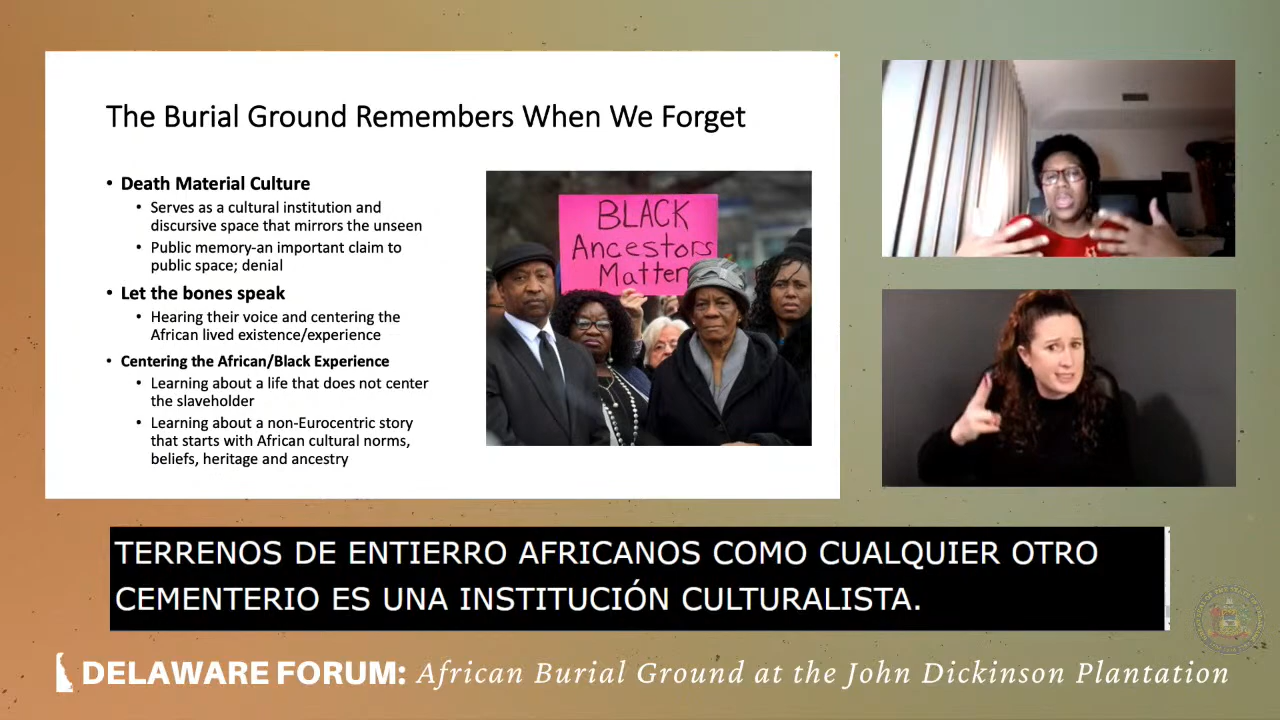 The Burial Ground Remembers When We Forget
• Death Material Culture
• Serves as a cultural institution and
discursive space that mirrors the unseen
• Public memory-an important claim to
public space; denial
• Let the bones speak
• Hearing their voice and centering the
African lived existence/experience
• Centering the African/Black Experience
• Learning about a life that does not center
the slaveholder
• Learning about a non-Eurocentric story
that starts with African cultural norms,
beliefs, heritage and ancestry
BLACK
Ancestors
Matter
TERRENOS DE ENTIERRO AFRICANOS COMO CUALQUIER OTRO
CEMENTERIO ES UNA INSTITUCIÓN CULTURALISTA.
DELAWARE FORUM: African Burial Ground at the John Dickinson Plantation